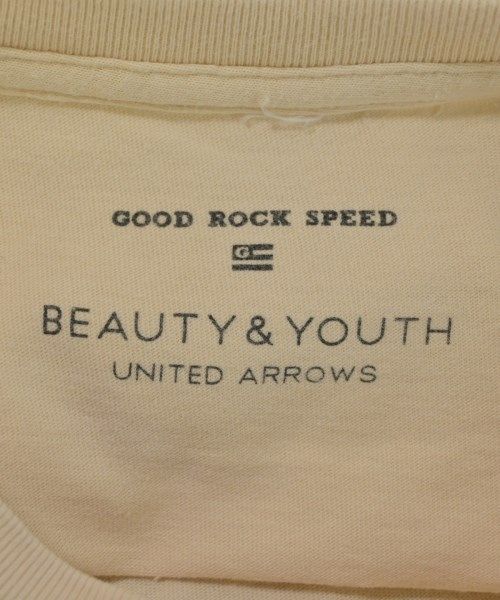 GOOD ROCK SPEED
G
BEAUTY & YOUTH
UNITED ARROWS